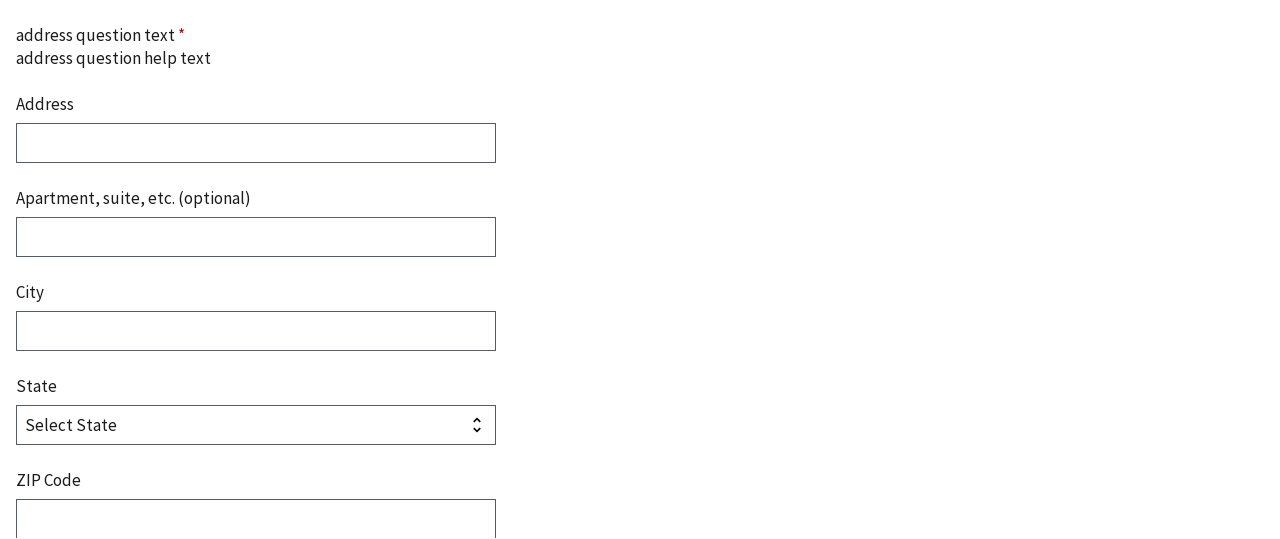 address question text *
address question help text
Address
Apartment, suite, etc. (optional)
City
State
Select State
ZIP Code